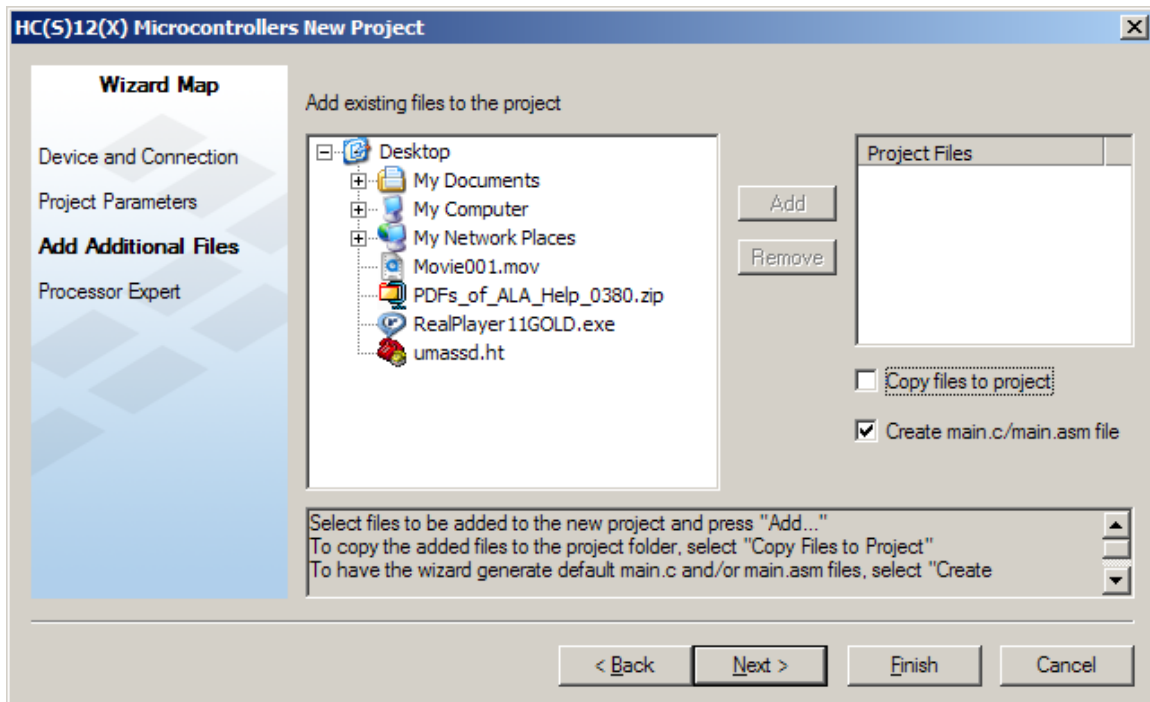 HC(S)12(X) Microcontrollers New Project
Wizard Map
Device and Connection
Project Parameters
Add Additional Files
Processor Expert
Add existing files to the project
Desktop
My Documents
My Computer
My Network Places
Movie001.mov
PDFs_of_ALA_Help_0380.zip
RealPlayer11GOLD.exe
umassd.ht
Add
Remove
Project Files
Copy files to project
Create main.c/main.asm file
Select files to be added to the new project and press "Add..."
To copy the added files to the project folder, select "Copy Files to Project"
To have the wizard generate default main.c and/or main.asm files, select "Create
< Back
Next >
Finish
Cancel